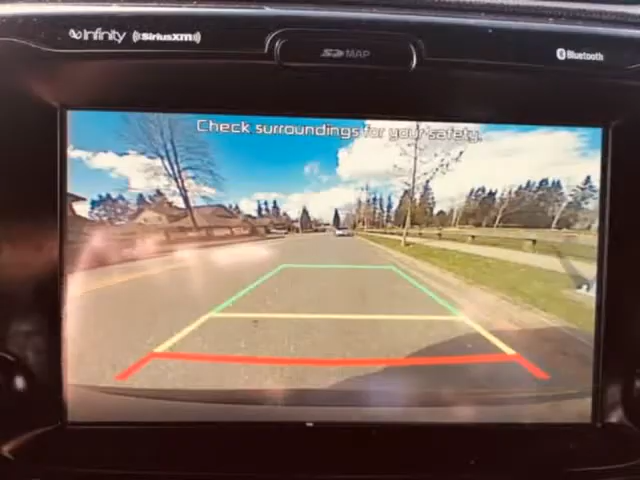 Infinity SiriusXM
SD MAP
Bluetooth
Check surroundings for your safety.